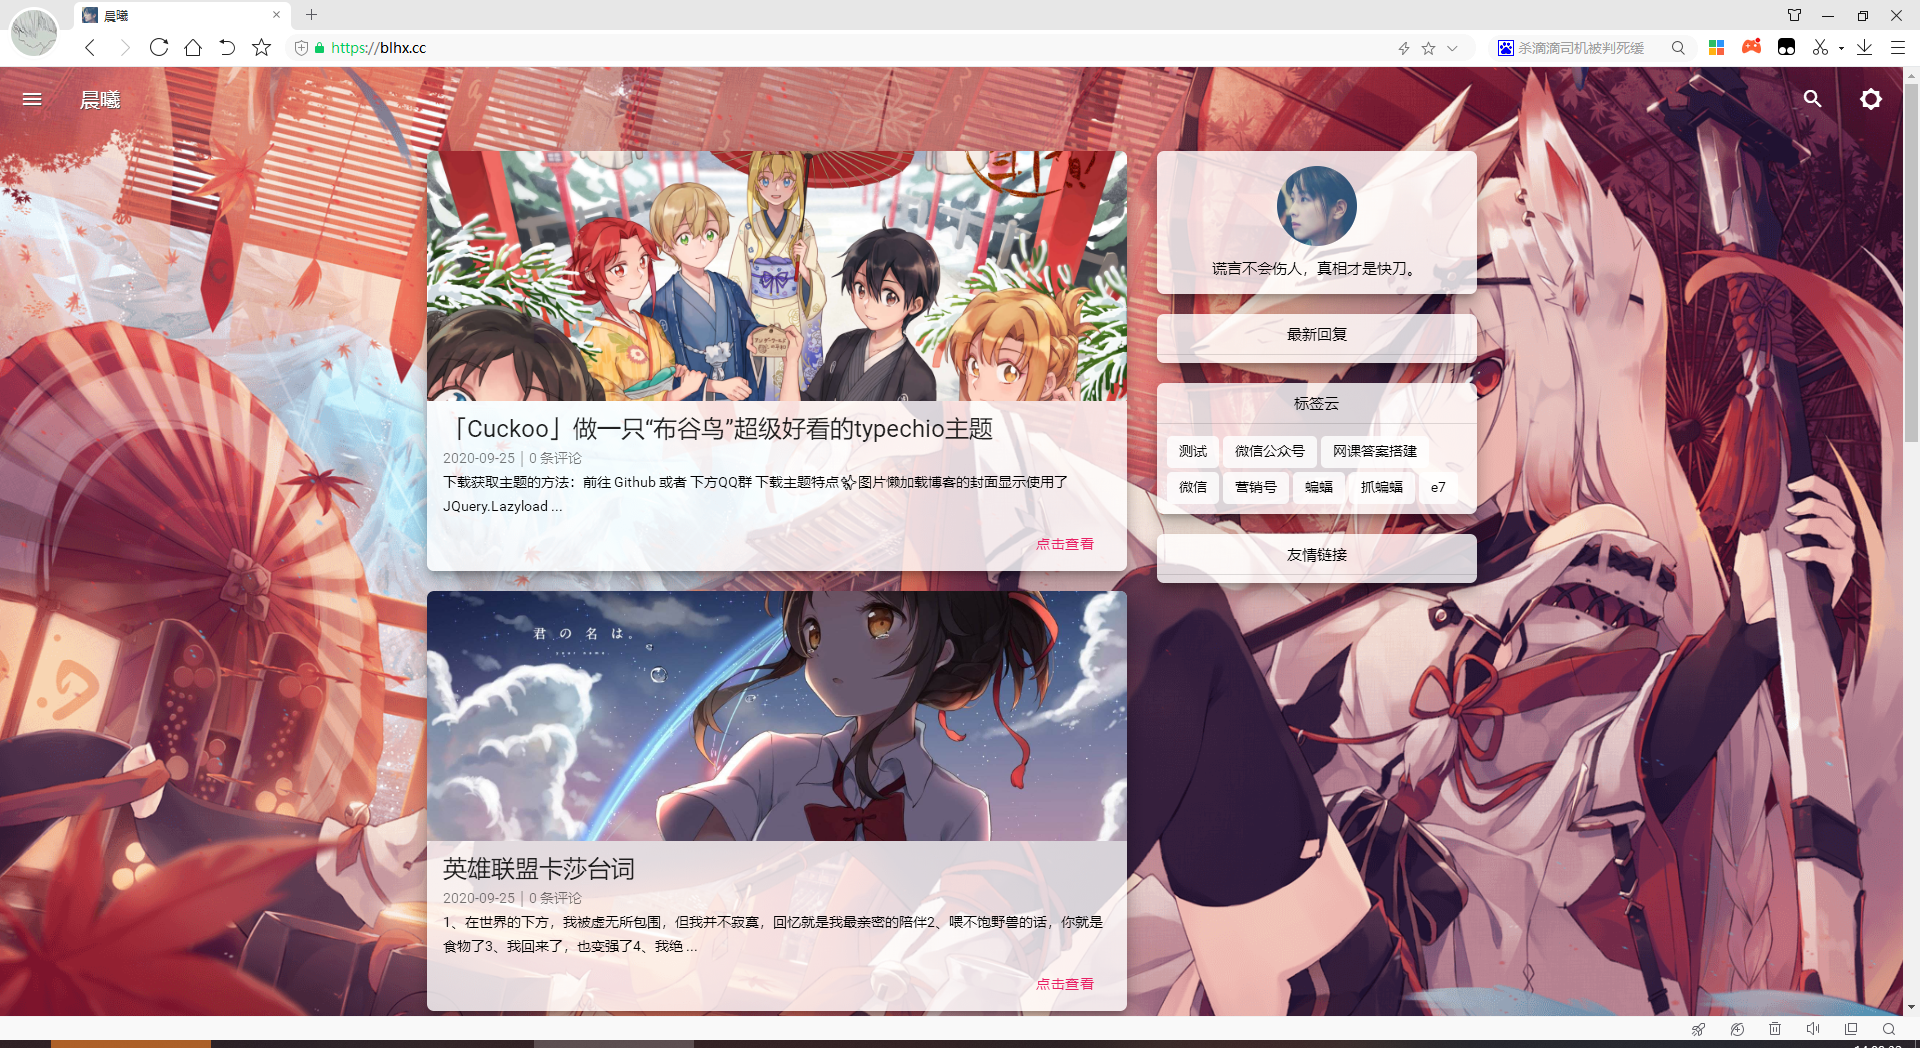 晨曦
https://blhx.cc
杀滴滴司机被判死缓
晨曦
谎言不会伤人，真相才是快刀。
最新回复
标签云
测试 微信公众号 网课答案搭建
微信 营销号 蝙蝠 抓蝙蝠 e7
友情链接
「Cuckoo」做一只“布谷鸟”超级好看的typechio主题
2020-09-25 | 0 条评论
下载获取主题的方法：前往 Github 或者 下方QQ群 下载主题特点✨图片懒加载博客的封面显示使用了
JQuery.Lazyload ...
点击查看
君の名は。
your name.
英雄联盟卡莎台词
2020-09-25 | 0 条评论
1、在世界的下方，我被虚无所包围，但我并不寂寞，回忆就是我最亲密的陪伴2、喂不饱野兽的话，你就是
食物了3、我回来了，也变强了4、我绝 ...
点击查看